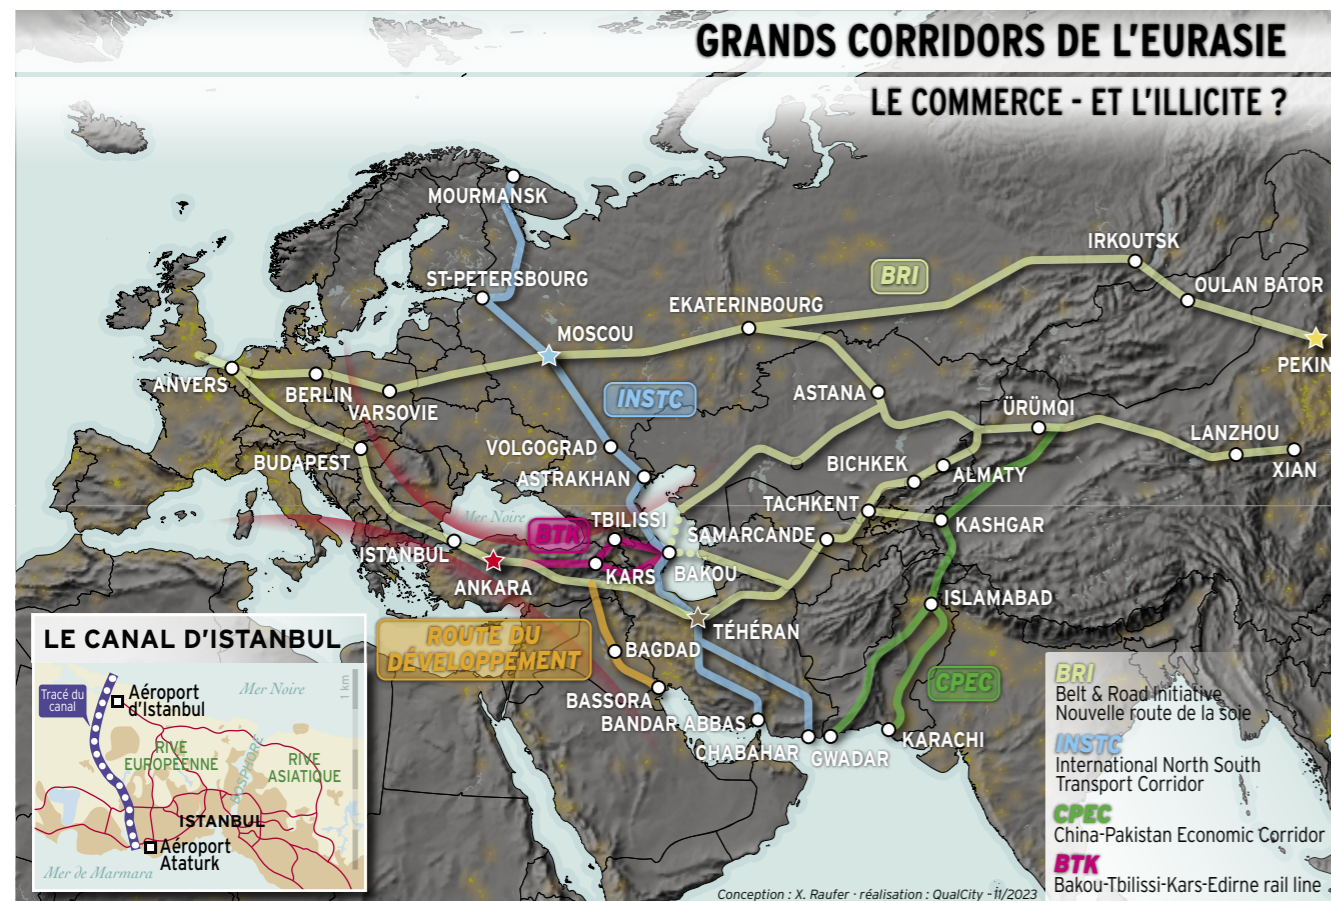 GRANDS CORRIDORS DE L'EURASIE
LE COMMERCE - ET L'ILLICITE ?
MOURMANSK
ST-PETERSBOURG
IRKOUTSK
BRI
OULAN BATOR
EKATERINBOURG
MOSCOU
PEKIN
ANVERS
BERLIN
VARSOVIE
INSTC
ASTANA
ÜRÜMQI
LANZHOU
XIAN
BUDAPEST
VOLGOGRAD
ASTRAKHAN
BICHKEK
ALMATY
TACHKENT
KASHGAR
Mer Noire
BTK
TBILISSI
SAMARCANDE
ISTANBUL
ANKARA
KARS
BAKOU
ISLAMABAD
TÉHÉRAN
ROUTE DU
DÉVELOPPEMENT
BAGDAD
BASSORA
BANDAR ABBAS
CHABAHAR
GWADAR
KARACHI
CPEC
LE CANAL D'ISTANBUL
Tracé du
canal
Aéroport
d'Istanbul
Mer Noire
1 km
RIVE
EUROPÉENNE
BOSPHORE
RIVE
ASIATIQUE
ISTANBUL
Aéroport
Ataturk
Mer de Marmara
BRI
Belt & Road Initiative
Nouvelle route de la soie
INSTC
International North South
Transport Corridor
CPEC
China-Pakistan Economic Corridor
BTK
Bakou-Tbilissi-Kars-Edirne rail line
Conception : X. Raufer - réalisation : QualCity - 11/2023